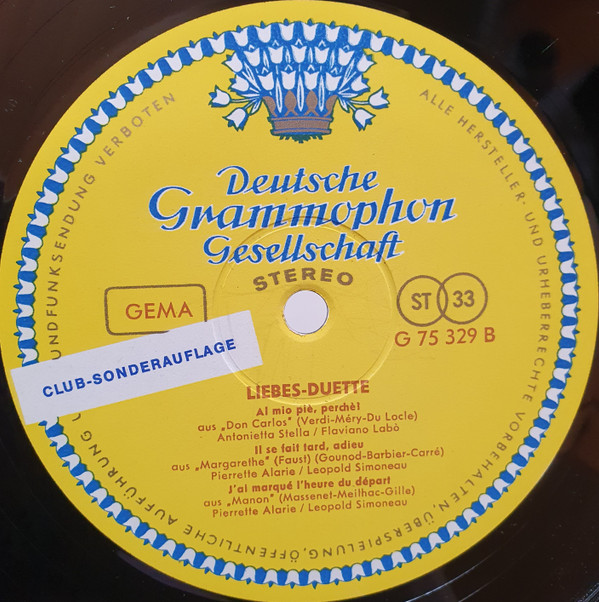 Deutsche
Grammophon
Gesellschaft
STEREO
GEMA
ST 33
G 75 329 B
CLUB-SONDERAUFLAGE
LIEBES-DUETTE
Al mio piè, perchè?
aus „Don Carlos" (Verdi-Méry-Du Locle)
Antonietta Stella / Flaviano Labò
Il se fait tard, adieu
aus „Margarethe" (Faust) (Gounod-Barbier-Carré)
Pierrette Alarie / Leopold Simoneau
J'ai marqué l'heure du départ
aus „Manon" (Massenet-Meilhac-Gille)
Pierrette Alarie / Leopold Simoneau
ALLE HERSTELLER- UND URHEBERRECHTE VORBEHALTEN, ÜBERSPIELUNG, ÖFFENTLICHE AUFFÜHRUNG UNDFUNKSENDUNG VERBOTEN